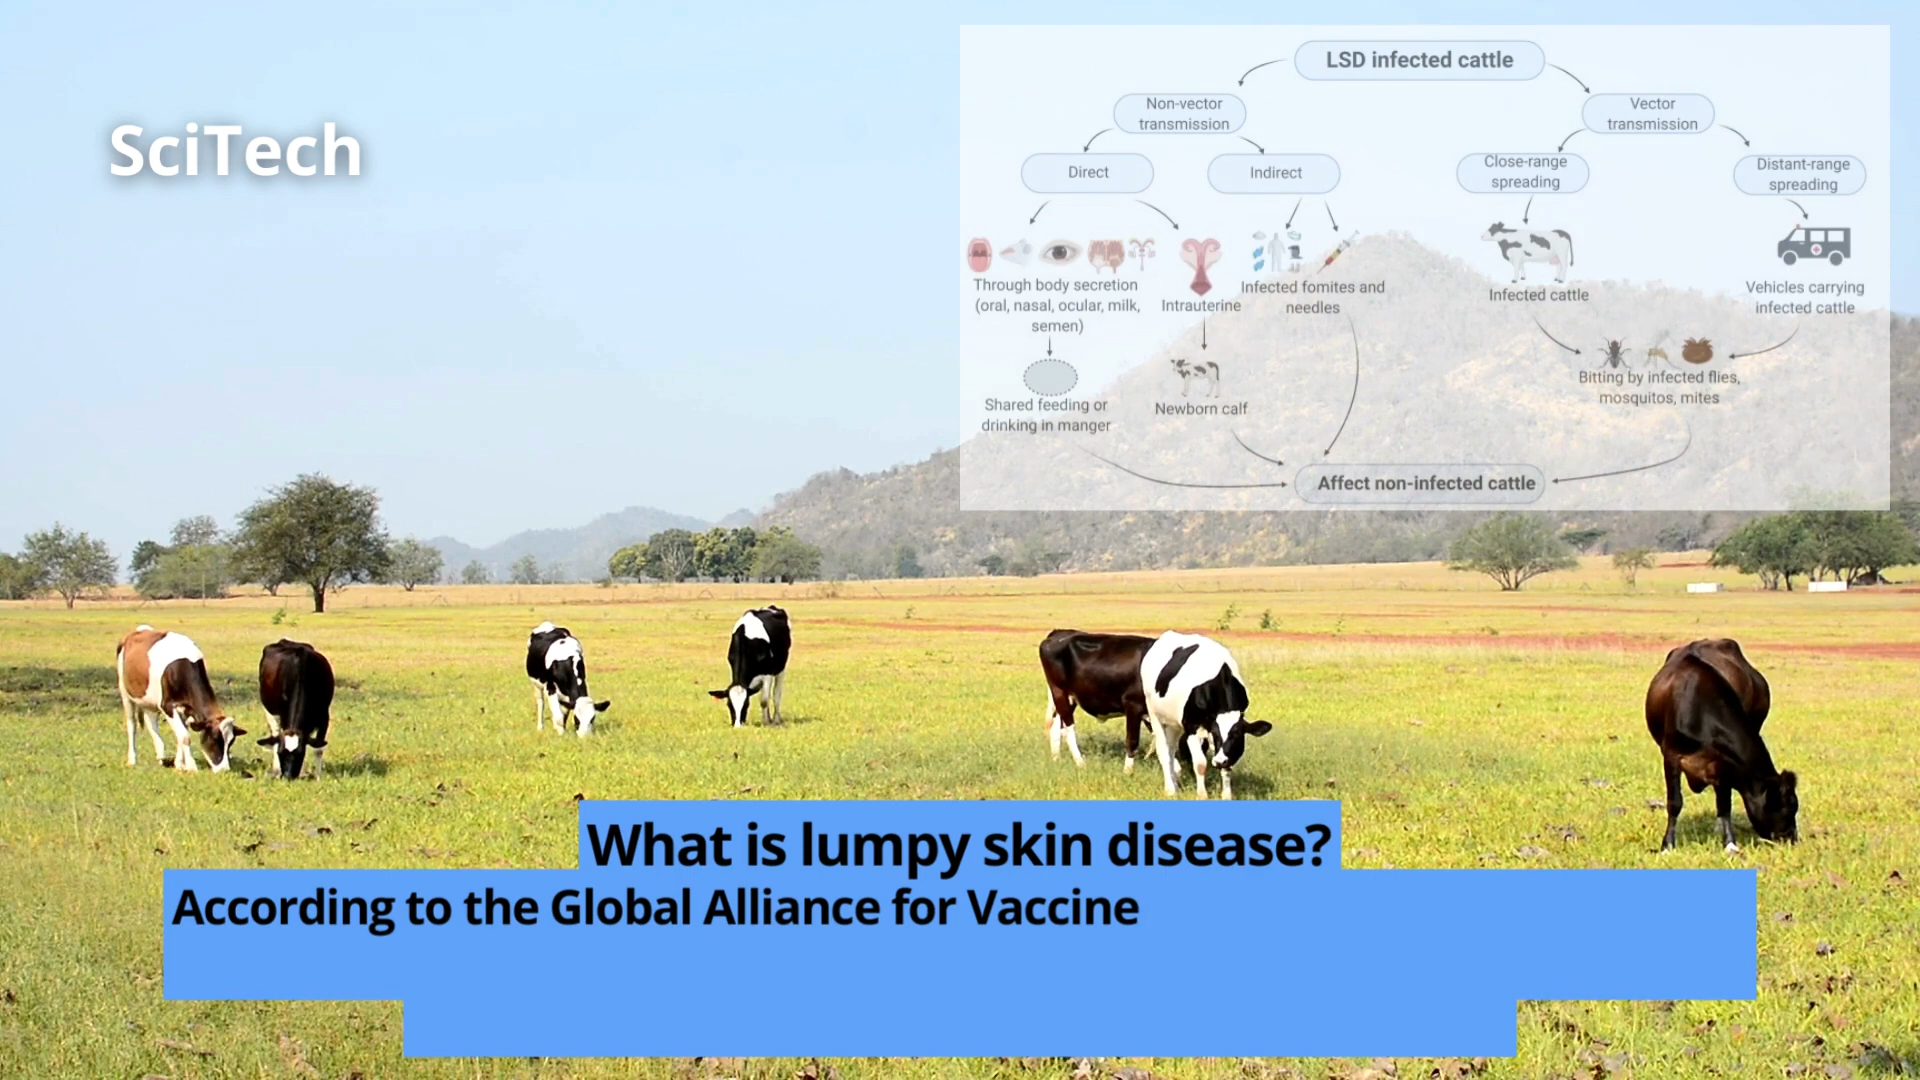 SciTech
LSD infected cattle
Non-vector
transmission
Vector
transmission
Direct
Indirect
Close-range
spreading
Distant-range
spreading
Through body secretion
(oral, nasal, ocular, milk,
semen)
Intrauterine
Infected fomites and
needles
Infected cattle
Vehicles carrying
infected cattle
Shared feeding or
drinking in manger
Newborn calf
Bitting by infected flies,
mosquitos, mites
Affect non-infected cattle
What is lumpy skin disease?
According to the Global Alliance for Vaccine